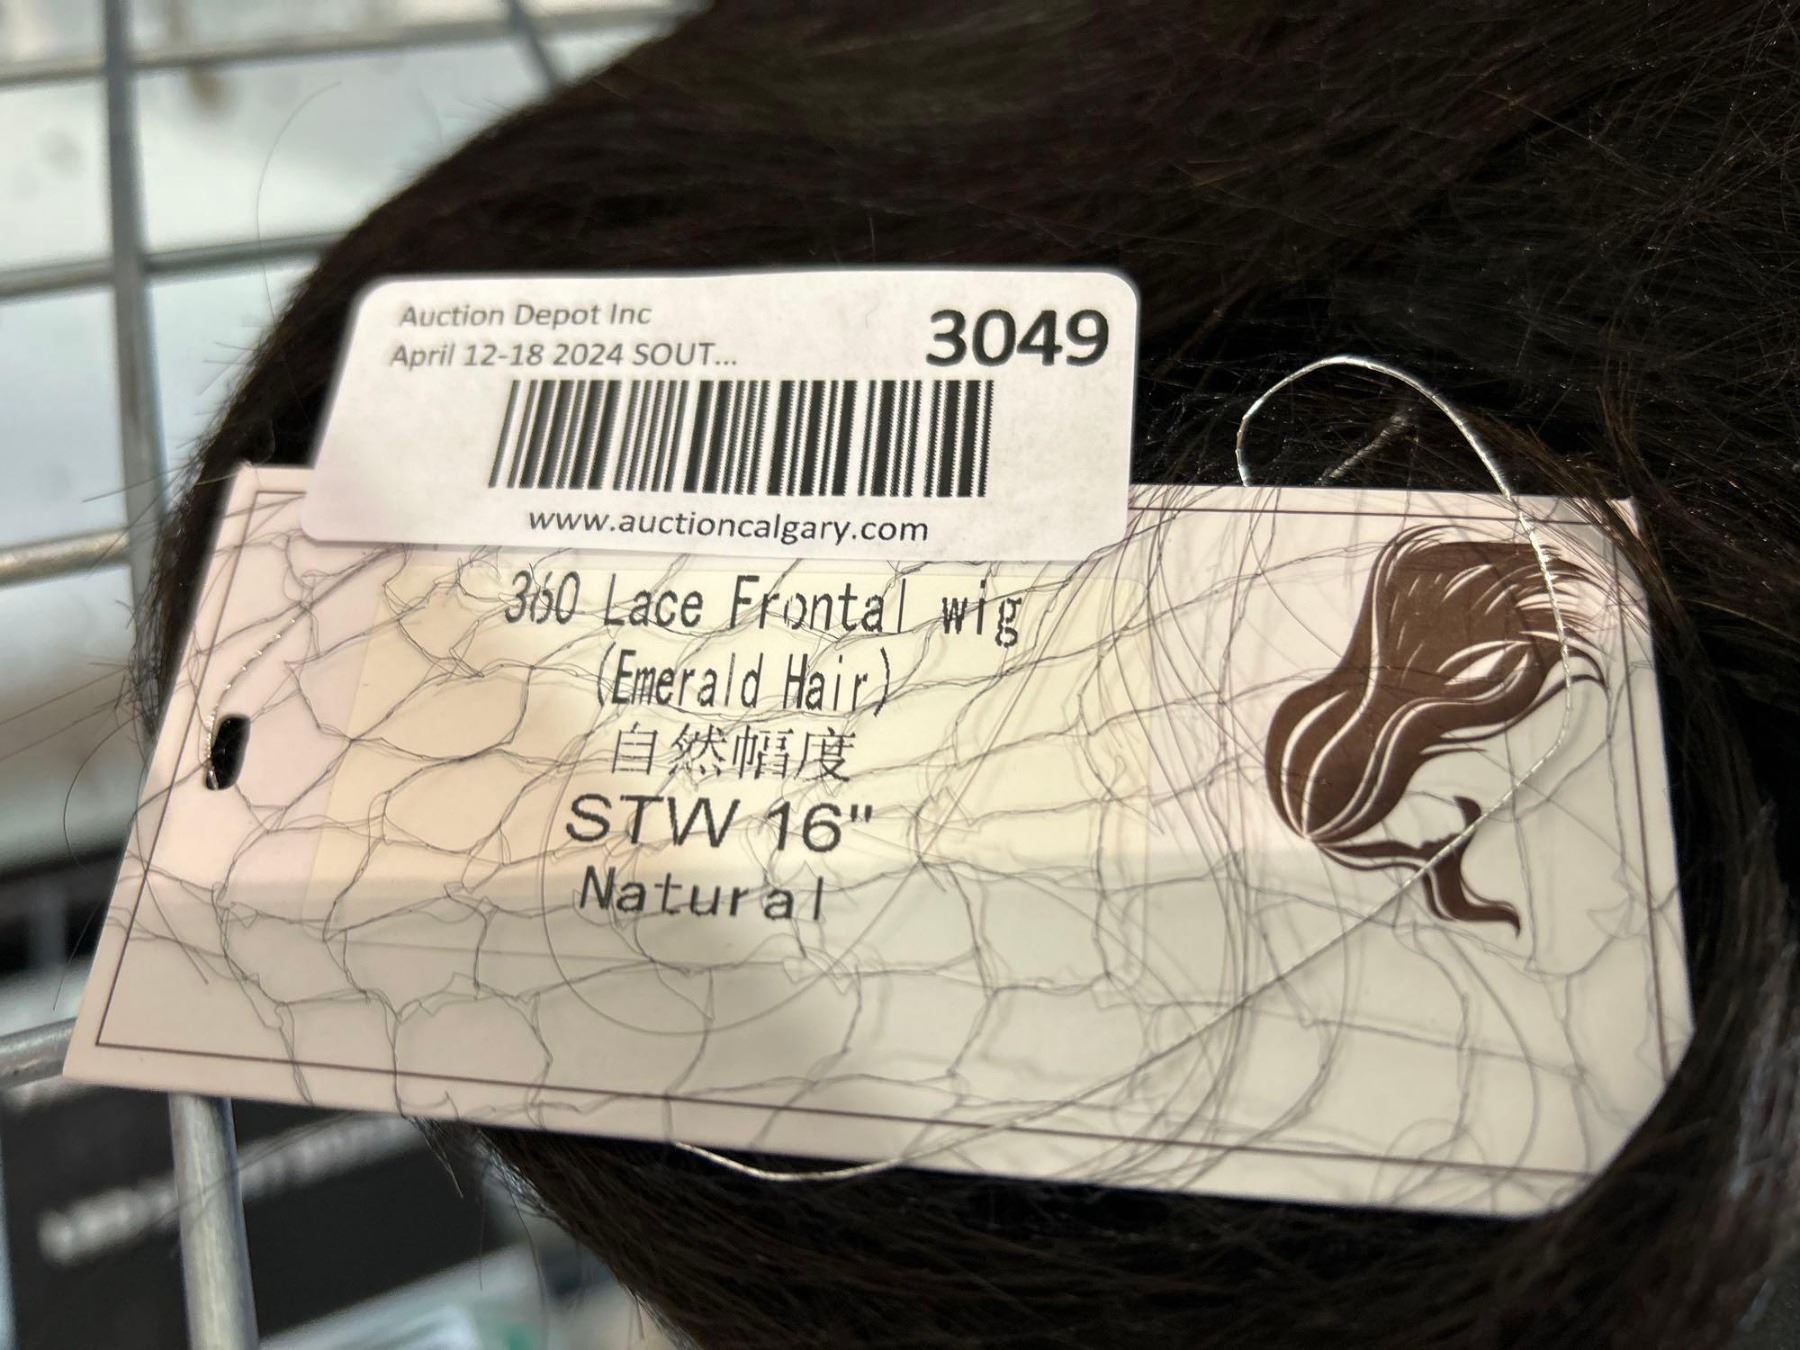 Auction Depot Inc
3049
April 12-18 2024 SOUT...
www.auctioncalgary.com
360 Lace Frontal wig
(Emerald Hair)
自然幅度
STW 16"
Natural